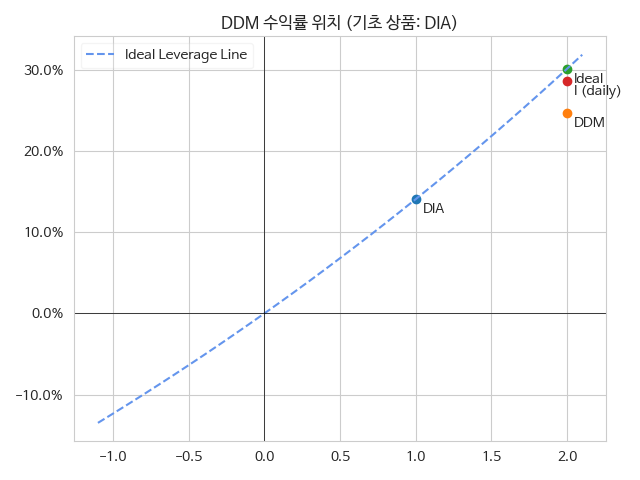 DDM 수익률 위치 (기초 상품: DIA)
Ideal Leverage Line
30.0%
20.0%
10.0%
0.0%
−10.0%
Ideal
I (daily)
DDM
DIA
−1.0 −0.5 0.0 0.5 1.0 1.5 2.0